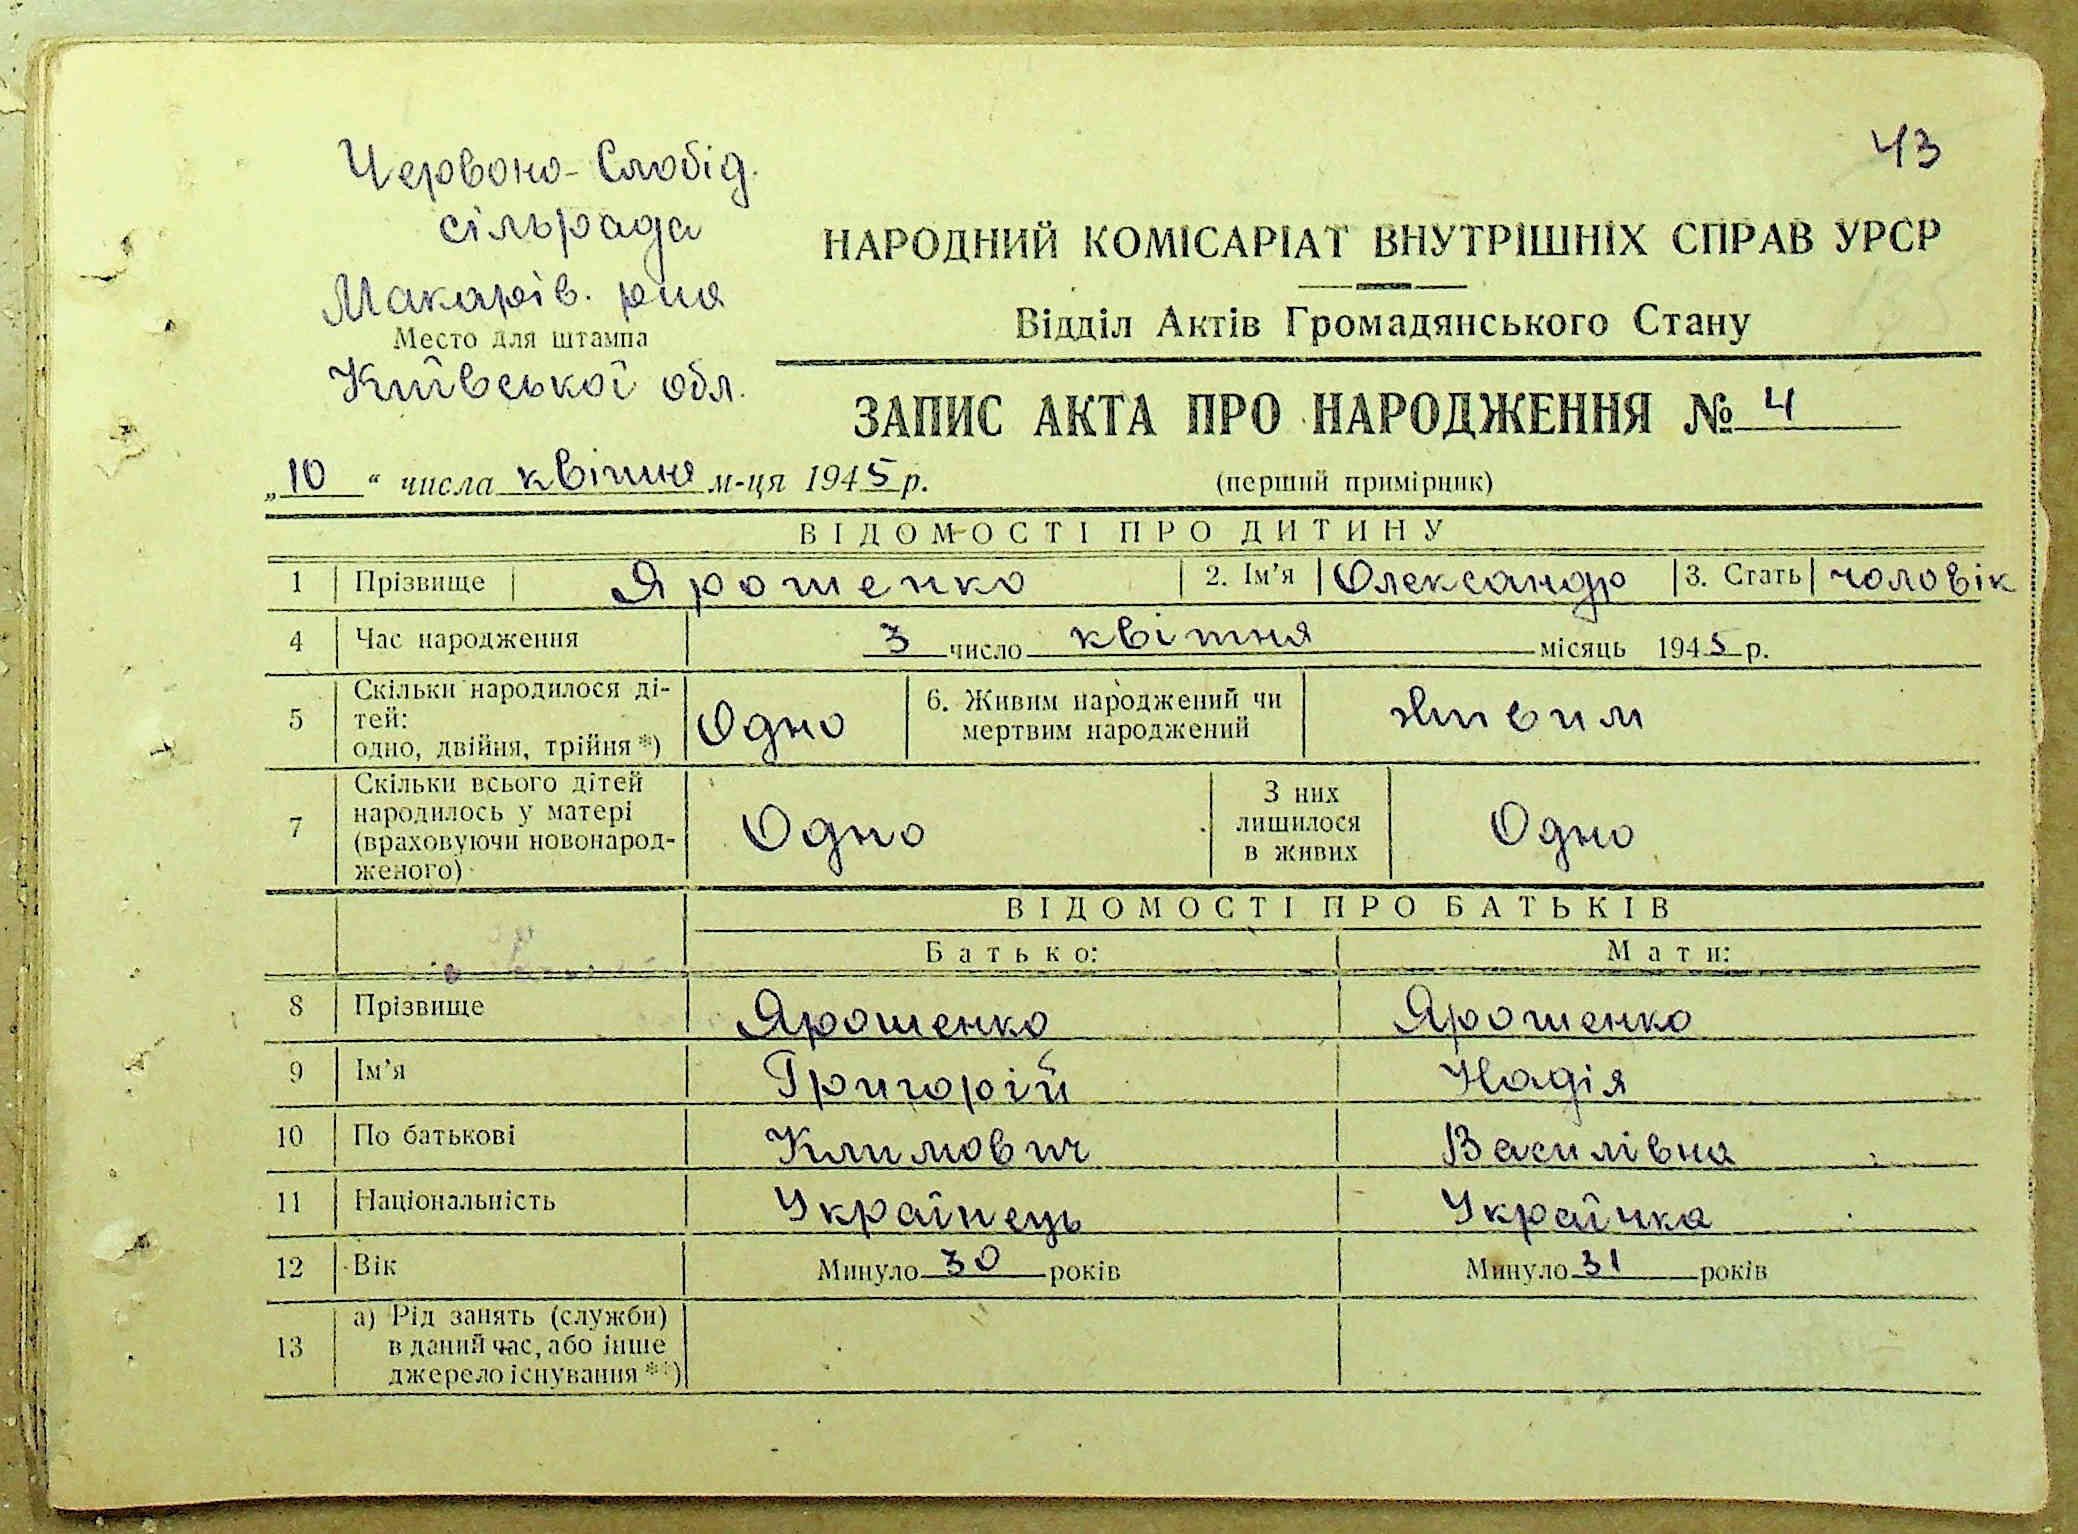 43
Червоно-Слобід.
сільрада
Макарів. р-на
Место для штампа
Київської обл.
НАРОДНИЙ КОМІСАРІАТ ВНУТРІШНІХ СПРАВ УРСР
Відділ Актів Громадянського Стану
ЗАПИС АКТА ПРО НАРОДЖЕННЯ № 4
„10“ числа квітня м-ця 1945 р. (перший примірник)
ВІДОМОСТІ ПРО ДИТИНУ
1 Прізвище Ярошенко 2. Ім'я Олександр 3. Стать чоловік
4 Час народження 3 число квітня місяць 1945 р.
5 Скільки народилося ді-
тей:
одно, двійня, трійня *) Одно 6. Живим народжений чи
мертвим народжений живим
7 Скільки всього дітей
народилось у матері
(враховуючи новонарод-
женого) Одно З них
лишилося
в живих Одно
ВІДОМОСТІ ПРО БАТЬКІВ
Батько: Мати:
8 Прізвище Ярошенко Ярошенко
9 Ім'я Григорій Надія
10 По батькові Климович Василівна
11 Національність Українець Українка
12 Вік Минуло 30 років Минуло 31 років
13 а) Рід занять (служби)
в даний час, або інше
джерело існування **)